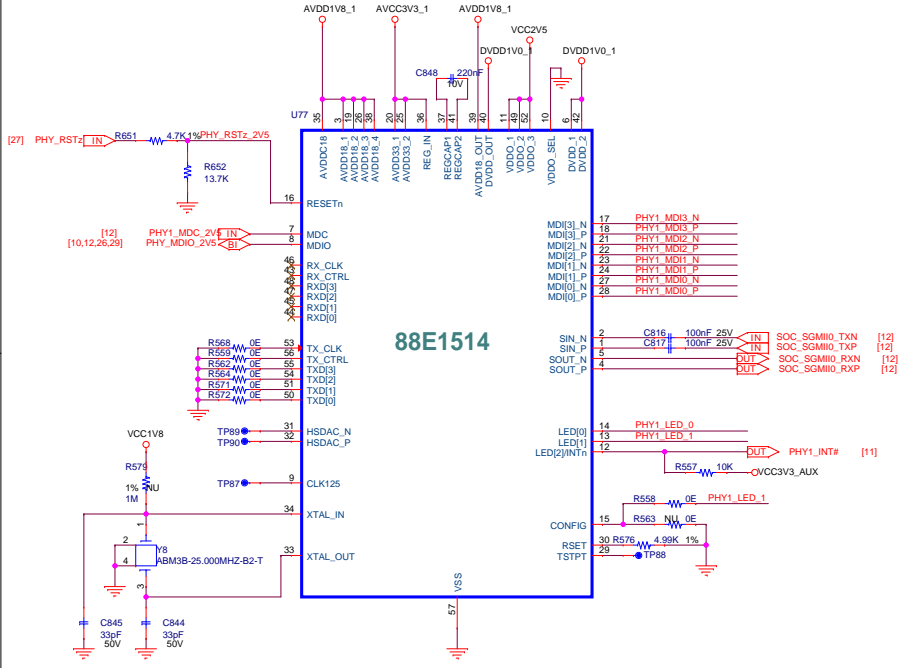 AVDD1V8_1 AVCC3V3_1 AVDD1V8_1
VCC2V5
DVDD1V0_1 DVDD1V0_1
C848 220nF
10V
U77
35 3 19 26 38 20 25 36 37 41 39 40 11 49 52 10 6 42
AVDDC18 AVDD18_1 AVDD18_2 AVDD18_3 AVDD18_4 AVDD33_1 AVDD33_2 REG_IN REGCAP1 REGCAP2 AVDD18_OUT DVDD_OUT VDDO_1 VDDO_2 VDDO_3 VDDO_SEL DVDD_1 DVDD_2
[27] PHY_RSTz IN R651 4.7K 1% PHY_RSTz_2V5
R652
13.7K
16 RESETn
[12] PHY1_MDC_2V5 IN 7 MDC
[10,12,26,29] PHY_MDIO_2V5 BI 8 MDIO
46 RX_CLK
43 RX_CTRL
48 RXD[3]
47 RXD[2]
45 RXD[1]
44 RXD[0]
R568 0E 53 TX_CLK
R559 0E 56 TX_CTRL
R562 0E 55 TXD[3]
R564 0E 54 TXD[2]
R571 0E 51 TXD[1]
R572 0E 50 TXD[0]
TP89 31 HSDAC_N
TP90 32 HSDAC_P
VCC1V8
R579
1% NU
1M
TP87 9 CLK125
34 XTAL_IN
33 XTAL_OUT
1
2
4
3
Y8
ABM3B-25.000MHZ-B2-T
C845
33pF
50V
C844
33pF
50V
88E1514
MDI[3]_N 17 PHY1_MDI3_N
MDI[3]_P 18 PHY1_MDI3_P
MDI[2]_N 21 PHY1_MDI2_N
MDI[2]_P 22 PHY1_MDI2_P
MDI[1]_N 23 PHY1_MDI1_N
MDI[1]_P 24 PHY1_MDI1_P
MDI[0]_N 27 PHY1_MDI0_N
MDI[0]_P 28 PHY1_MDI0_P
SIN_N 2 C816 100nF 25V IN SOC_SGMII0_TXN [12]
SIN_P 1 C817 100nF 25V IN SOC_SGMII0_TXP [12]
SOUT_N 5 OUT SOC_SGMII0_RXN [12]
SOUT_P 4 OUT SOC_SGMII0_RXP [12]
LED[0] 14 PHY1_LED_0
LED[1] 13 PHY1_LED_1
LED[2]/INTn 12 OUT PHY1_INT# [11]
R557 10K VCC3V3_AUX
R558 0E PHY1_LED_1
CONFIG 15 R563 NU 0E
RSET 30 R576 4.99K 1%
TSTPT 29 TP88
VSS
57